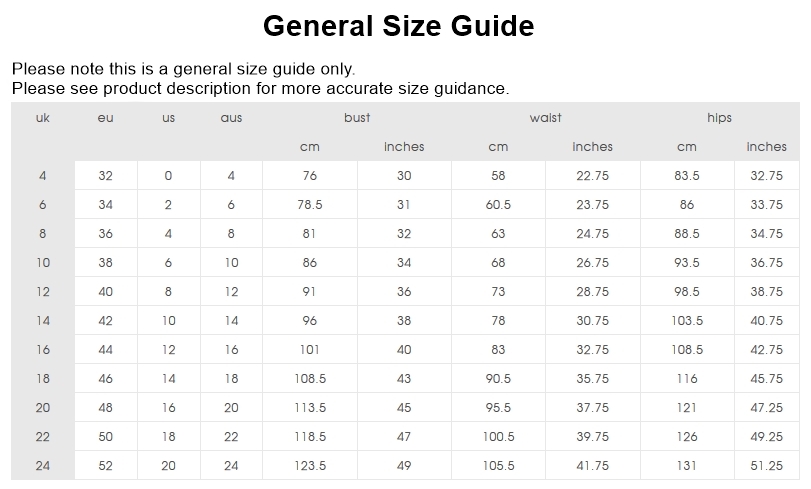 General Size Guide
Please note this is a general size guide only.
Please see product description for more accurate size guidance.
uk eu us aus bust waist hips
cm inches cm inches cm inches
4 32 0 4 76 30 58 22.75 83.5 32.75
6 34 2 6 78.5 31 60.5 23.75 86 33.75
8 36 4 8 81 32 63 24.75 88.5 34.75
10 38 6 10 86 34 68 26.75 93.5 36.75
12 40 8 12 91 36 73 28.75 98.5 38.75
14 42 10 14 96 38 78 30.75 103.5 40.75
16 44 12 16 101 40 83 32.75 108.5 42.75
18 46 14 18 108.5 43 90.5 35.75 116 45.75
20 48 16 20 113.5 45 95.5 37.75 121 47.25
22 50 18 22 118.5 47 100.5 39.75 126 49.25
24 52 20 24 123.5 49 105.5 41.75 131 51.25